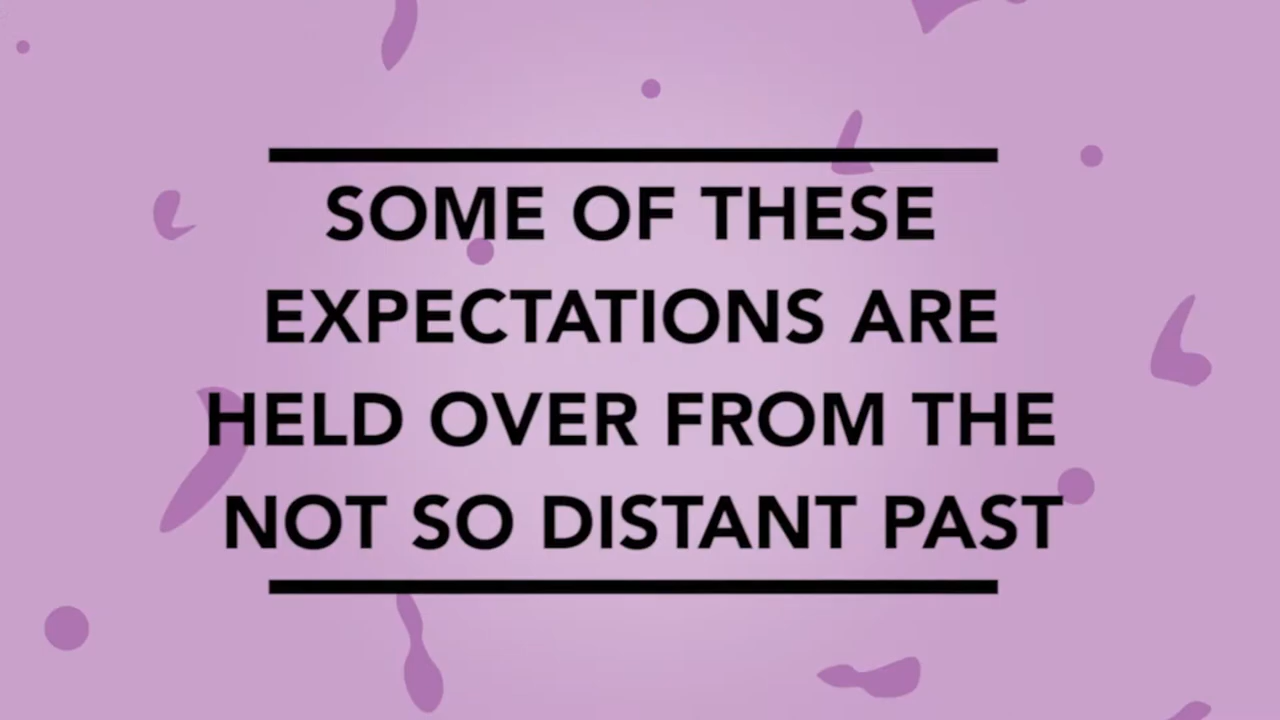 SOME OF THESE
EXPECTATIONS ARE
HELD OVER FROM THE
NOT SO DISTANT PAST